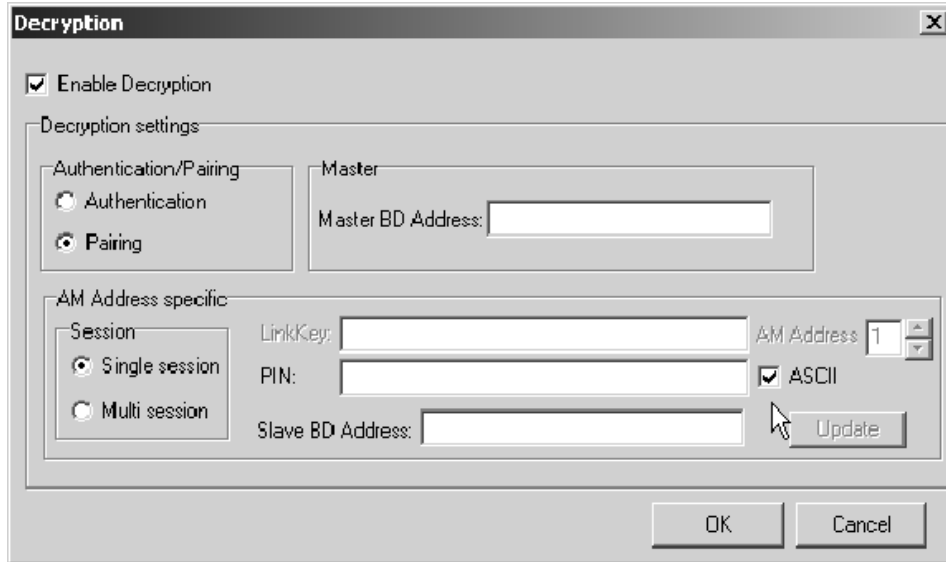 Decryption
Enable Decryption
Decryption settings
Authentication/Pairing
Authentication
Pairing
Master
Master BD Address:
AM Address specific
Session
Single session
Multi session
LinkKey:
AM Address 1
PIN:
ASCII
Slave BD Address:
Update
OK Cancel